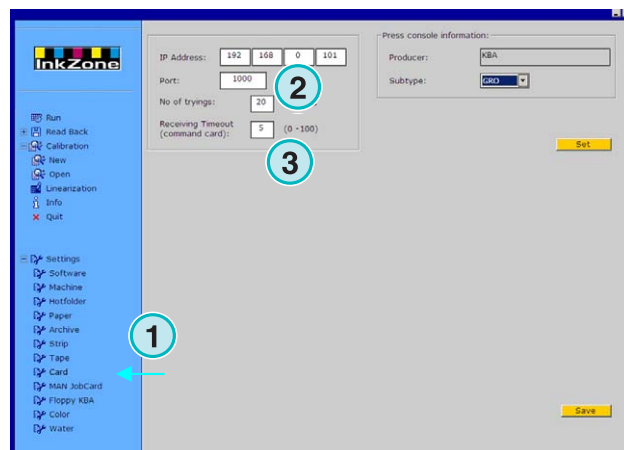 InkZone
Run
Read Back
Calibration
New
Open
Linearization
Info
Quit
Settings
Software
Machine
Hotfolder
Paper
Archive
Strip
Tape
Card
MAN JobCard
Floppy KBA
Color
Water
1
IP Address: 192 168 0 101
Port: 1000
2
No of tryings: 20
Receiving Timeout
(command card): 5 (0 -100)
3
Press console information:
Producer: KBA
Subtype: GRO
Set
Save